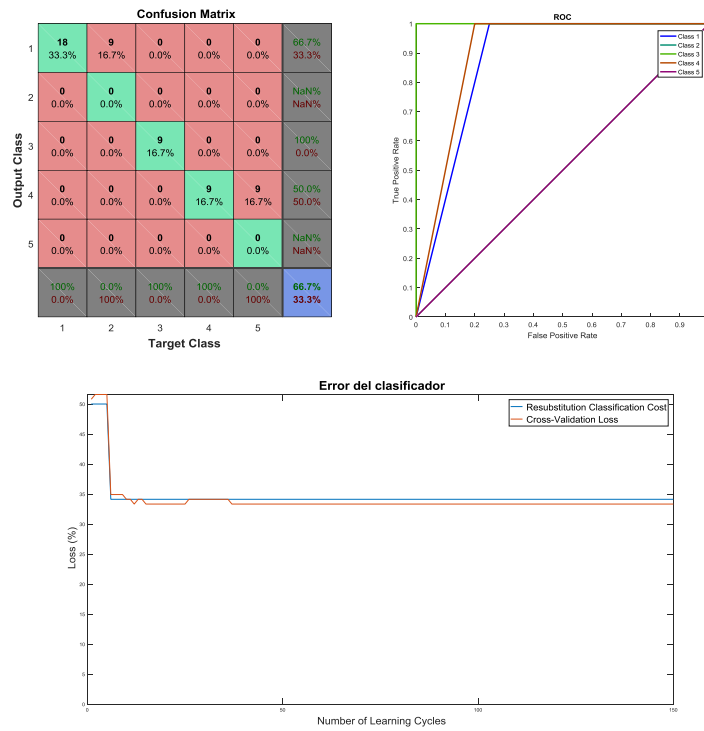 Confusion Matrix
Output Class
1
18 9 0 0 0 66.7%
33.3% 16.7% 0.0% 0.0% 0.0% 33.3%
2
0 0 0 0 0 NaN%
0.0% 0.0% 0.0% 0.0% 0.0% NaN%
3
0 0 9 0 0 100%
0.0% 0.0% 16.7% 0.0% 0.0% 0.0%
4
0 0 0 9 9 50.0%
0.0% 0.0% 0.0% 16.7% 16.7% 50.0%
5
0 0 0 0 0 NaN%
0.0% 0.0% 0.0% 0.0% 0.0% NaN%
100% 0.0% 100% 100% 0.0% 66.7%
0.0% 100% 0.0% 0.0% 100% 33.3%
1 2 3 4 5
Target Class
ROC
True Positive Rate
1
0.9
0.8
0.7
0.6
0.5
0.4
0.3
0.2
0.1
0
0 0.1 0.2 0.3 0.4 0.5 0.6 0.7 0.8 0.9
False Positive Rate
Class 1
Class 2
Class 3
Class 4
Class 5
Error del clasificador
Loss (%)
50
45
40
35
30
25
20
15
10
5
0
0 50 100 150
Number of Learning Cycles
Resubstitution Classification Cost
Cross-Validation Loss